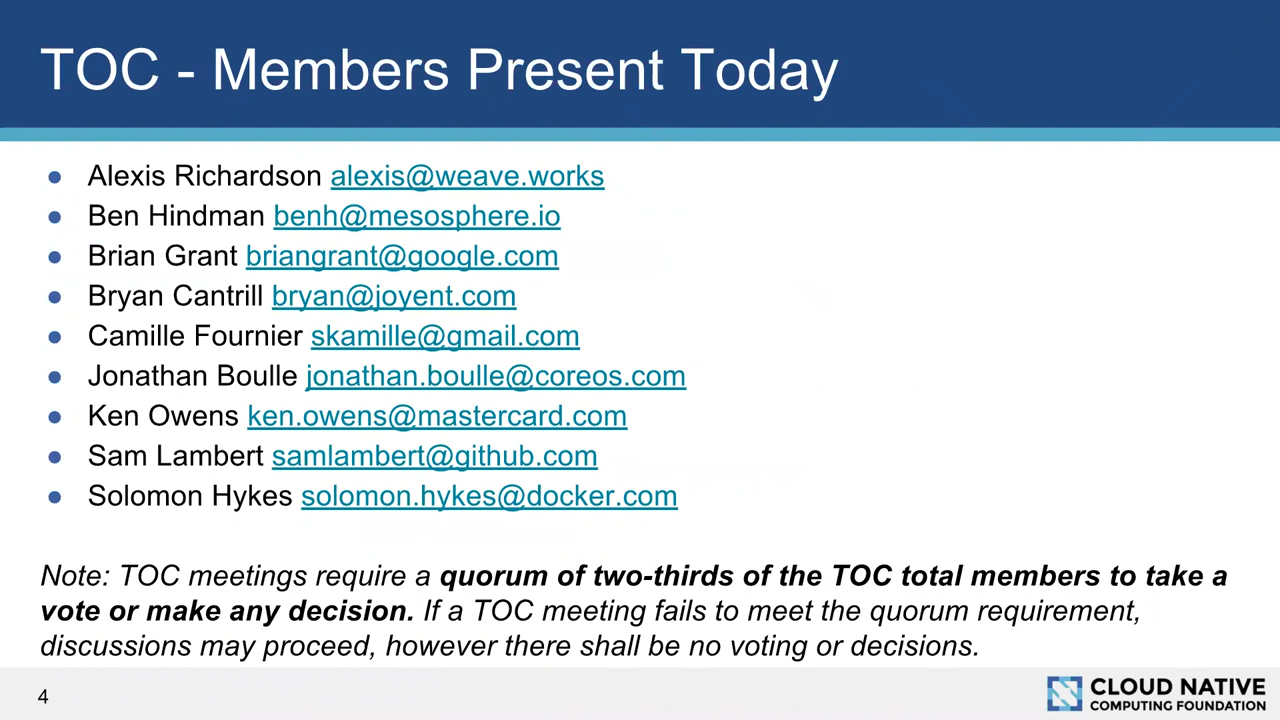 TOC - Members Present Today
● Alexis Richardson alexis@weave.works
● Ben Hindman benh@mesosphere.io
● Brian Grant briangrant@google.com
● Bryan Cantrill bryan@joyent.com
● Camille Fournier skamille@gmail.com
● Jonathan Boulle jonathan.boulle@coreos.com
● Ken Owens ken.owens@mastercard.com
● Sam Lambert samlambert@github.com
● Solomon Hykes solomon.hykes@docker.com
Note: TOC meetings require a quorum of two-thirds of the TOC total members to take a
vote or make any decision. If a TOC meeting fails to meet the quorum requirement,
discussions may proceed, however there shall be no voting or decisions.
4
CLOUD NATIVE
COMPUTING FOUNDATION